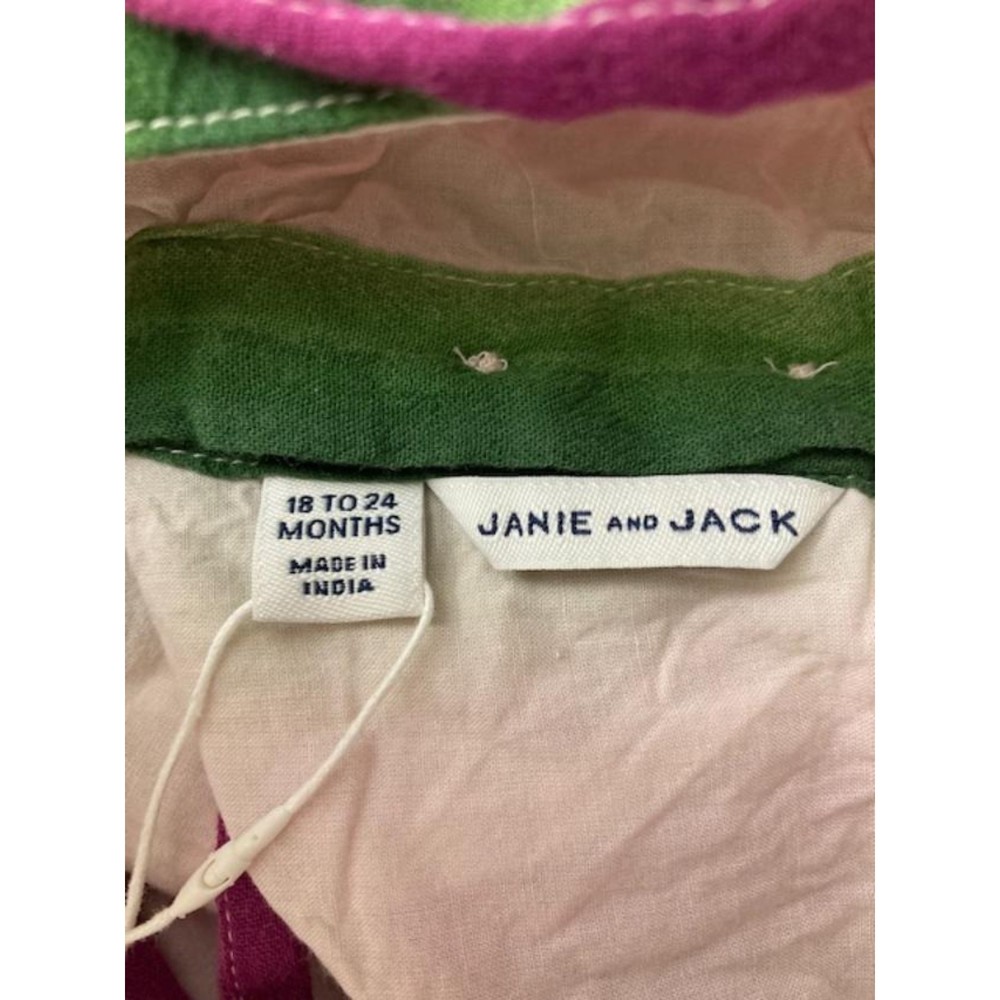 18 TO 24
MONTHS
MADE IN
INDIA
JANIE AND JACK